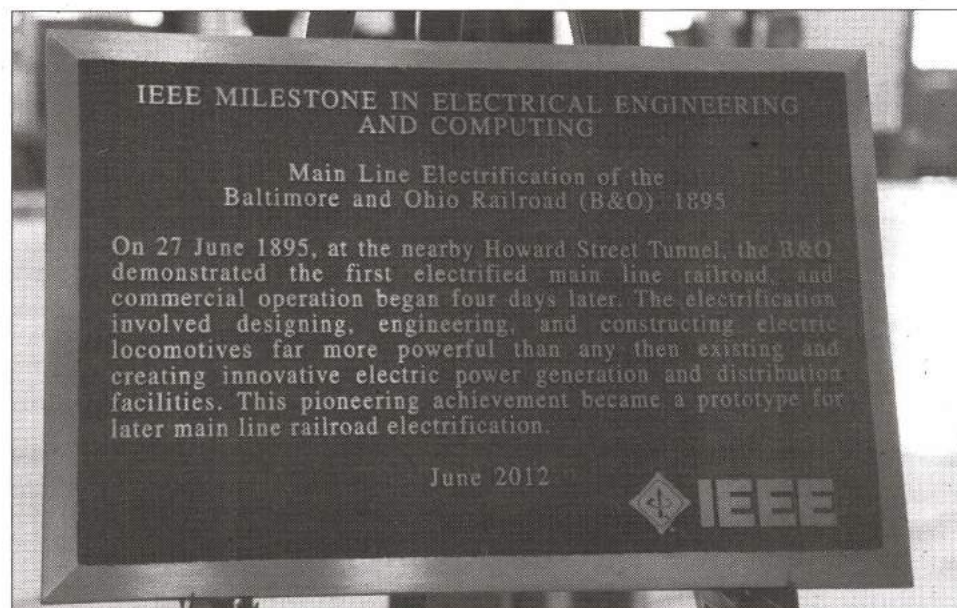 IEEE MILESTONE IN ELECTRICAL ENGINEERING
AND COMPUTING
Main Line Electrification of the
Baltimore and Ohio Railroad (B&O) 1895
On 27 June 1895, at the nearby Howard Street Tunnel, the B&O
demonstrated the first electrified main line railroad, and
commercial operation began four days later. The electrification
involved designing, engineering, and constructing electric
locomotives far more powerful than any then existing and
creating innovative electric power generation and distribution
facilities. This pioneering achievement became a prototype for
later main line railroad electrification.
June 2012
IEEE